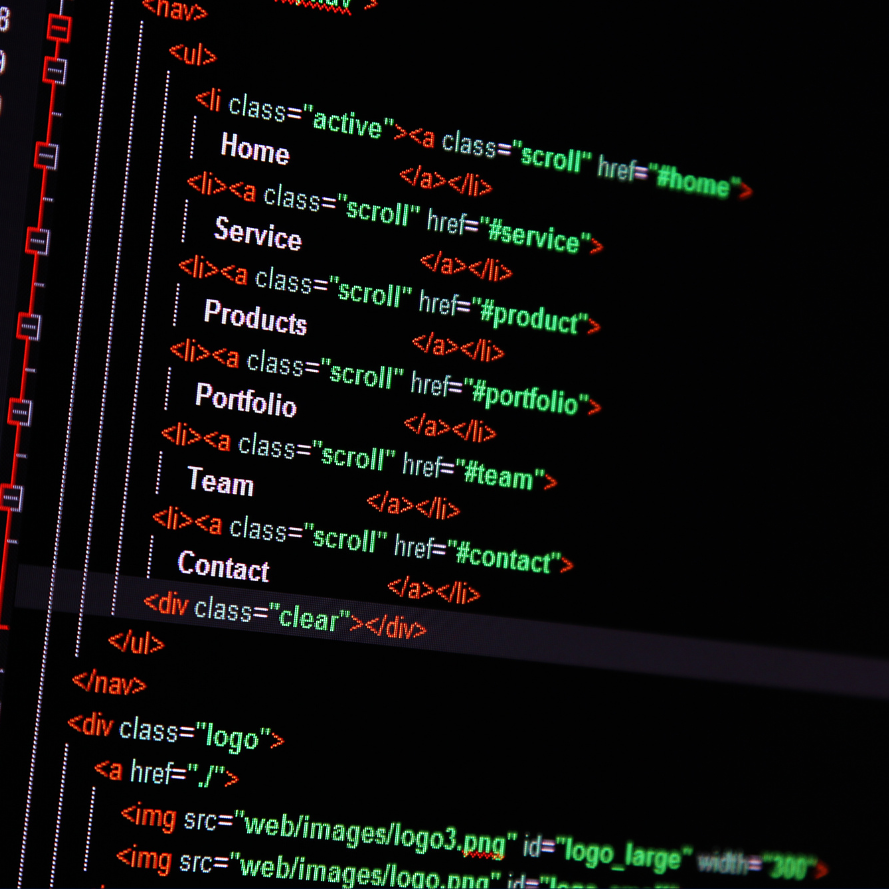 <nav>
<ul>
<li class="active"><a class="scroll" href="#home">
Home </a></li>
<li><a class="scroll" href="#service">
Service </a></li>
<li><a class="scroll" href="#product">
Products </a></li>
<li><a class="scroll" href="#portfolio">
Portfolio </a></li>
<li><a class="scroll" href="#team">
Team </a></li>
<li><a class="scroll" href="#contact">
Contact </a></li>
<div class="clear"></div>
</ul>
</nav>
<div class="logo">
<a href="./">
<img src="web/images/logo3.png" id="logo_large" width="300">
<img src="web/images/logo.png" id=